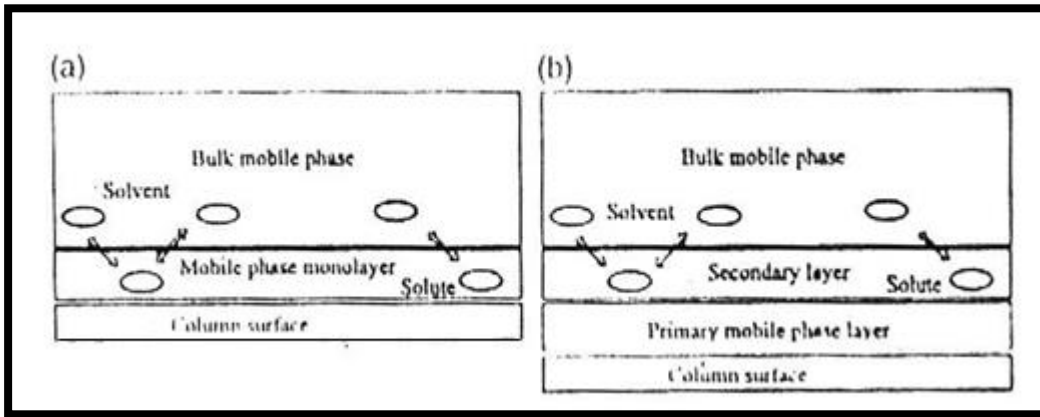 (a)
Bulk mobile phase
Solvent
Mobile phase monolayer
Solute
Column surface
(b)
Bulk mobile phase
Solvent
Secondary layer
Solute
Primary mobile phase layer
Column surface